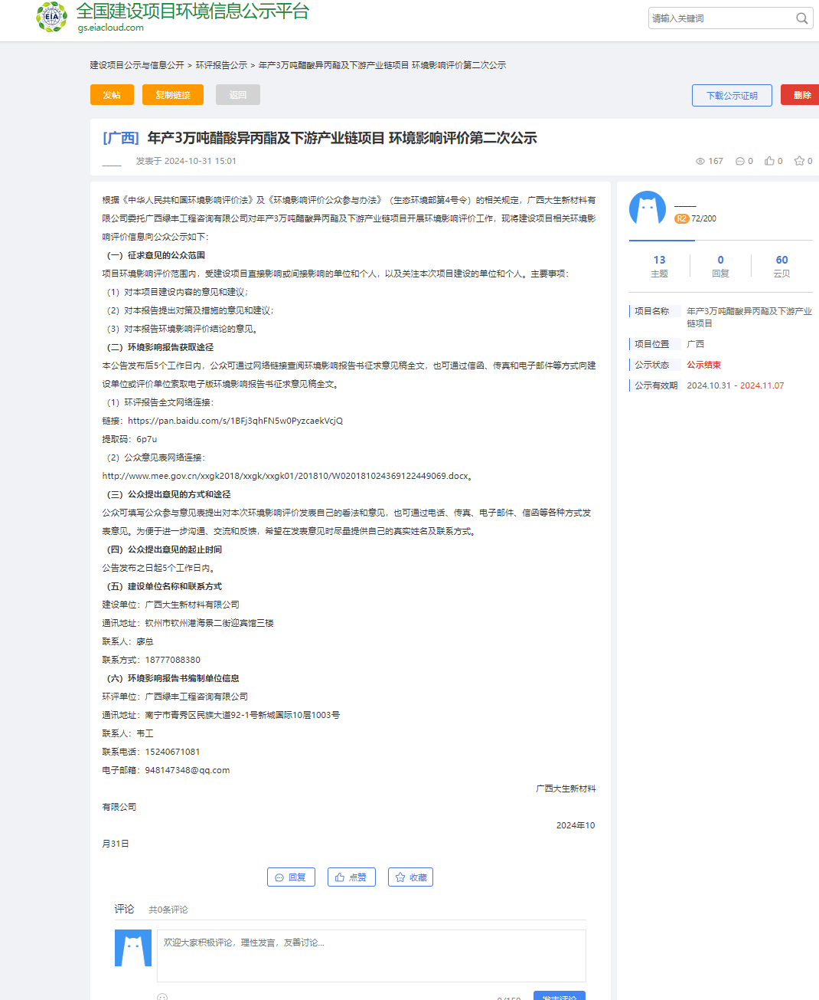 全国建设项目环境信息公示平台
gs.eiacloud.com
请输入关键词
建设项目公示与信息公开 > 环评报告公示 > 年产3万吨醋酸异丙酯及下游产业链项目 环境影响评价第二次公示
发帖 复制链接 返回 下载公示证明 删除
[广西] 年产3万吨醋酸异丙酯及下游产业链项目 环境影响评价第二次公示
_____ 发表于 2024-10-31 15:01 167 0 0 0
根据《中华人民共和国环境影响评价法》及《环境影响评价公众参与办法》（生态环境部第4号令）的相关规定，广西大生新材料有
限公司委托广西绿丰工程咨询有限公司对年产3万吨醋酸异丙酯及下游产业链项目开展环境影响评价工作，现将建设项目相关环境影
响评价信息向公众公示如下：
（一）征求意见的公众范围
项目环境影响评价范围内，受建设项目直接影响或间接影响的单位和个人，以及关注本次项目建设的单位和个人。主要事项：
（1）对本项目建设内容的意见和建议；
（2）对本报告提出对策及措施的意见和建议；
（3）对本报告环境影响评价结论的意见。
（二）环境影响报告获取途径
本公告发布后5个工作日内，公众可通过网络链接查阅环境影响报告书征求意见稿全文，也可通过信函、传真和电子邮件等方式向建
设单位或评价单位索取电子版环境影响报告书征求意见稿全文。
（1）环评报告全文网络连接：
链接：https://pan.baidu.com/s/1BFj3qhFN5w0PyzcaekVcjQ
提取码：6p7u
（2）公众意见表网络连接：
http://www.mee.gov.cn/xxgk2018/xxgk/xxgk01/201810/W020181024369122449069.docx。
（三）公众提出意见的方式和途径
公众可填写公众参与意见表提出对本次环境影响评价发表自己的看法和意见，也可通过电话、传真、电子邮件、信函等各种方式发
表意见。为便于进一步沟通、交流和反馈，希望在发表意见时尽量提供自己的真实姓名及联系方式。
（四）公众提出意见的起止时间
公告发布之日起5个工作日内。
（五）建设单位名称和联系方式
建设单位：广西大生新材料有限公司
通讯地址：钦州市钦州港海景二街迎宾馆三楼
联系人：廖总
联系方式：18777088380
（六）环境影响报告书编制单位信息
环评单位：广西绿丰工程咨询有限公司
通讯地址：南宁市青秀区民族大道92-1号新城国际10层1003号
联系人：韦工
联系电话：15240671081
电子邮箱：948147348@qq.com
广西大生新材料
有限公司
2024年10
月31日
回复 点赞 收藏
评论 共0条评论
欢迎大家积极评论，理性发言，友善讨论...
0/150 发表评论
_____
R2 72/200
13 0 60
主题 回复 云贝
项目名称 年产3万吨醋酸异丙酯及下游产业
链项目
项目位置 广西
公示状态 公示结束
公示有效期 2024.10.31 - 2024.11.07